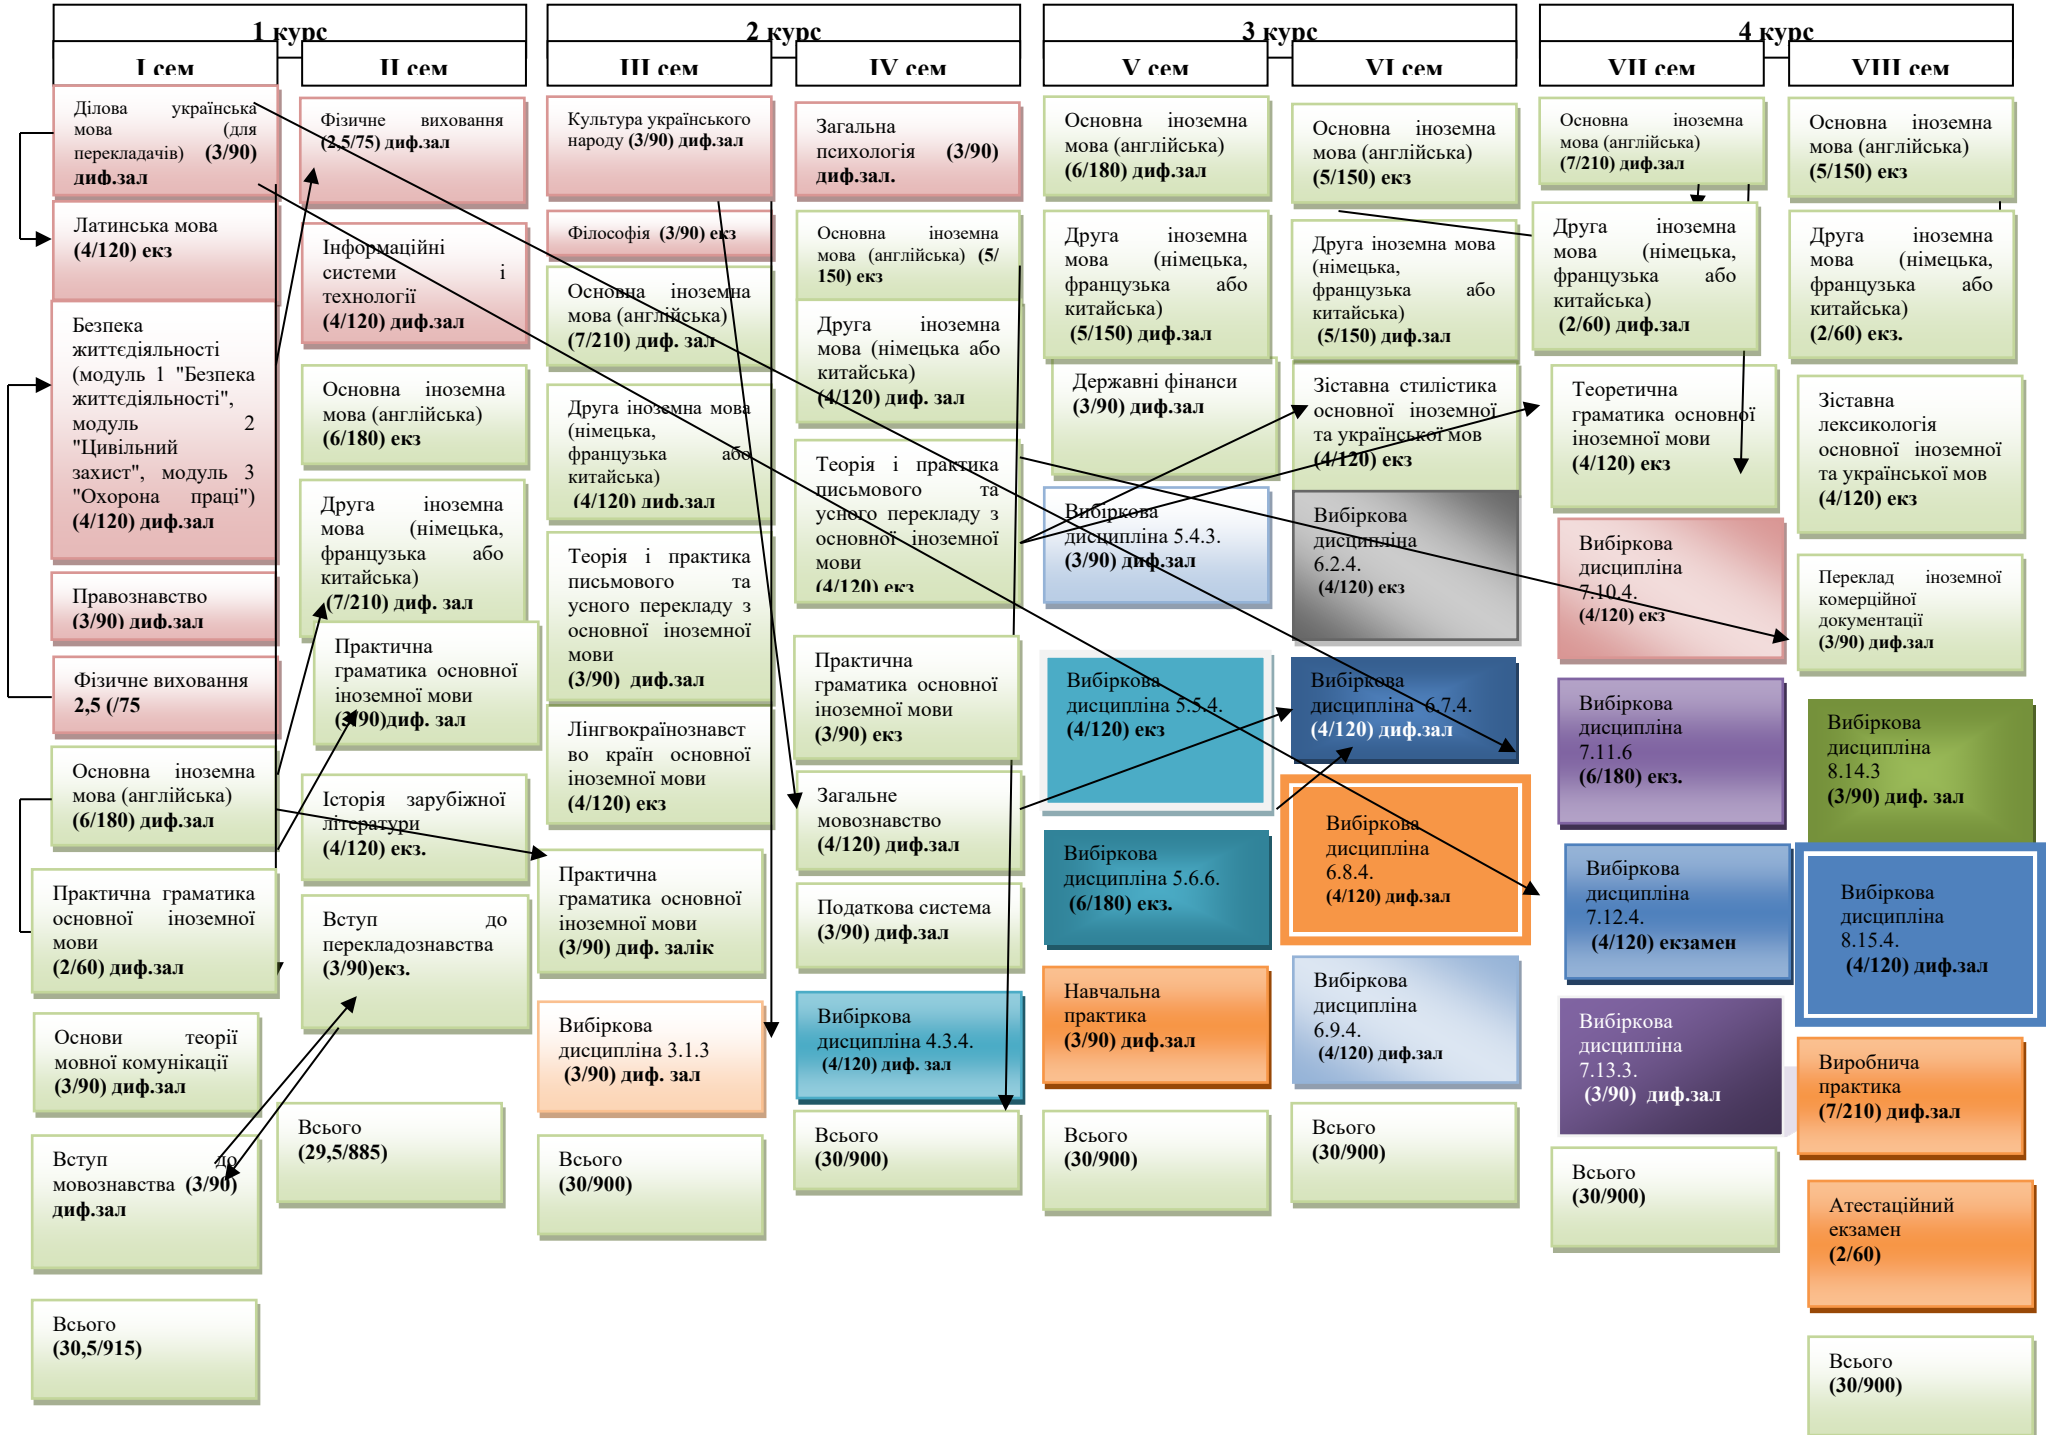 1 курс
2 курс
3 курс
4 курс
I сем
II сем
III сем
IV сем
V сем
VI сем
VII сем
VIII сем
Ділова українська
мова (для
перекладачів) (3/90)
диф.зал
Латинська мова
(4/120) екз
Безпека
життєдіяльності
(модуль 1 "Безпека
життєдіяльності",
модуль 2
"Цивільний
захист", модуль 3
"Охорона праці")
(4/120) диф.зал
Правознавство
(3/90) диф.зал
Фізичне виховання
2,5 (/75
Основна іноземна
мова (англійська)
(6/180) диф.зал
Практична граматика
основної іноземної
мови
(2/60) диф.зал
Основи теорії
мовної комунікації
(3/90) диф.зал
Вступ до
мовознавства (3/90)
диф.зал
Всього
(30,5/915)
Фізичне виховання
(2,5/75) диф.зал
Інформаційні
системи і
технології
(4/120) диф.зал
Основна іноземна
мова (англійська)
(6/180) екз
Друга іноземна
мова (німецька,
французька або
китайська)
(7/210) диф. зал
Практична
граматика основної
іноземної мови
(3/90)диф. зал
Історія зарубіжної
літератури
(4/120) екз.
Вступ до
перекладознавства
(3/90)екз.
Всього
(29,5/885)
Культура українського
народу (3/90) диф.зал
Філософія (3/90) екз
Основна іноземна
мова (англійська)
(7/210) диф. зал
Друга іноземна мова
(німецька,
французька або
китайська)
(4/120) диф.зал
Теорія і практика
письмового та
усного перекладу з
основної іноземної
мови
(3/90) диф.зал
Лінгвокраїнознавст
во країн основної
іноземної мови
(4/120) екз
Практична
граматика основної
іноземної мови
(3/90) диф. залік
Вибіркова
дисципліна 3.1.3
(3/90) диф. зал
Всього
(30/900)
Загальна
психологія (3/90)
диф.зал.
Основна іноземна
мова (англійська) (5/
150) екз
Друга іноземна
мова (німецька або
китайська)
(4/120) диф. зал
Теорія і практика
письмового та
усного перекладу з
основної іноземної
мови
(4/120) екз
Практична
граматика основної
іноземної мови
(3/90) екз
Загальне
мовознавство
(4/120) диф.зал
Податкова система
(3/90) диф.зал
Вибіркова
дисципліна 4.3.4.
(4/120) диф. зал
Всього
(30/900)
Основна іноземна
мова (англійська)
(6/180) диф.зал
Друга іноземна
мова (німецька,
французька або
китайська)
(5/150) диф.зал
Державні фінанси
(3/90) диф.зал
Вибіркова
дисципліна 5.4.3.
(3/90) диф.зал
Вибіркова
дисципліна 5.5.4.
(4/120) екз
Вибіркова
дисципліна 5.6.6.
(6/180) екз.
Навчальна
практика
(3/90) диф.зал
Всього
(30/900)
Основна іноземна
мова (англійська)
(5/150) екз
Друга іноземна мова
(німецька,
французька або
китайська)
(5/150) диф.зал
Зіставна стилістика
основної іноземної
та української мов
(4/120) екз
Вибіркова
дисципліна
6.2.4.
(4/120) екз
Вибіркова
дисципліна 6.7.4.
(4/120) диф.зал
Вибіркова
дисципліна
6.8.4.
(4/120) диф.зал
Вибіркова
дисципліна
6.9.4.
(4/120) диф.зал
Всього
(30/900)
Основна іноземна
мова (англійська)
(7/210) диф.зал
Друга іноземна
мова (німецька,
французька або
китайська)
(2/60) диф.зал
Теоретична
граматика основної
іноземної мови
(4/120) екз
Вибіркова
дисципліна
7.10.4.
(4/120) екз
Вибіркова
дисципліна
7.11.6
(6/180) екз.
Вибіркова
дисципліна
7.12.4.
(4/120) екзамен
Вибіркова
дисципліна
7.13.3.
(3/90) диф.зал
Всього
(30/900)
Основна іноземна
мова (англійська)
(5/150) екз
Друга іноземна
мова (німецька,
французька або
китайська)
(2/60) екз.
Зіставна
лексикологія
основної іноземної
та української мов
(4/120) екз
Переклад іноземної
комерційної
документації
(3/90) диф.зал
Вибіркова
дисципліна
8.14.3
(3/90) диф. зал
Вибіркова
дисципліна
8.15.4.
(4/120) диф.зал
Виробнича
практика
(7/210) диф.зал
Атестаційний
екзамен
(2/60)
Всього
(30/900)